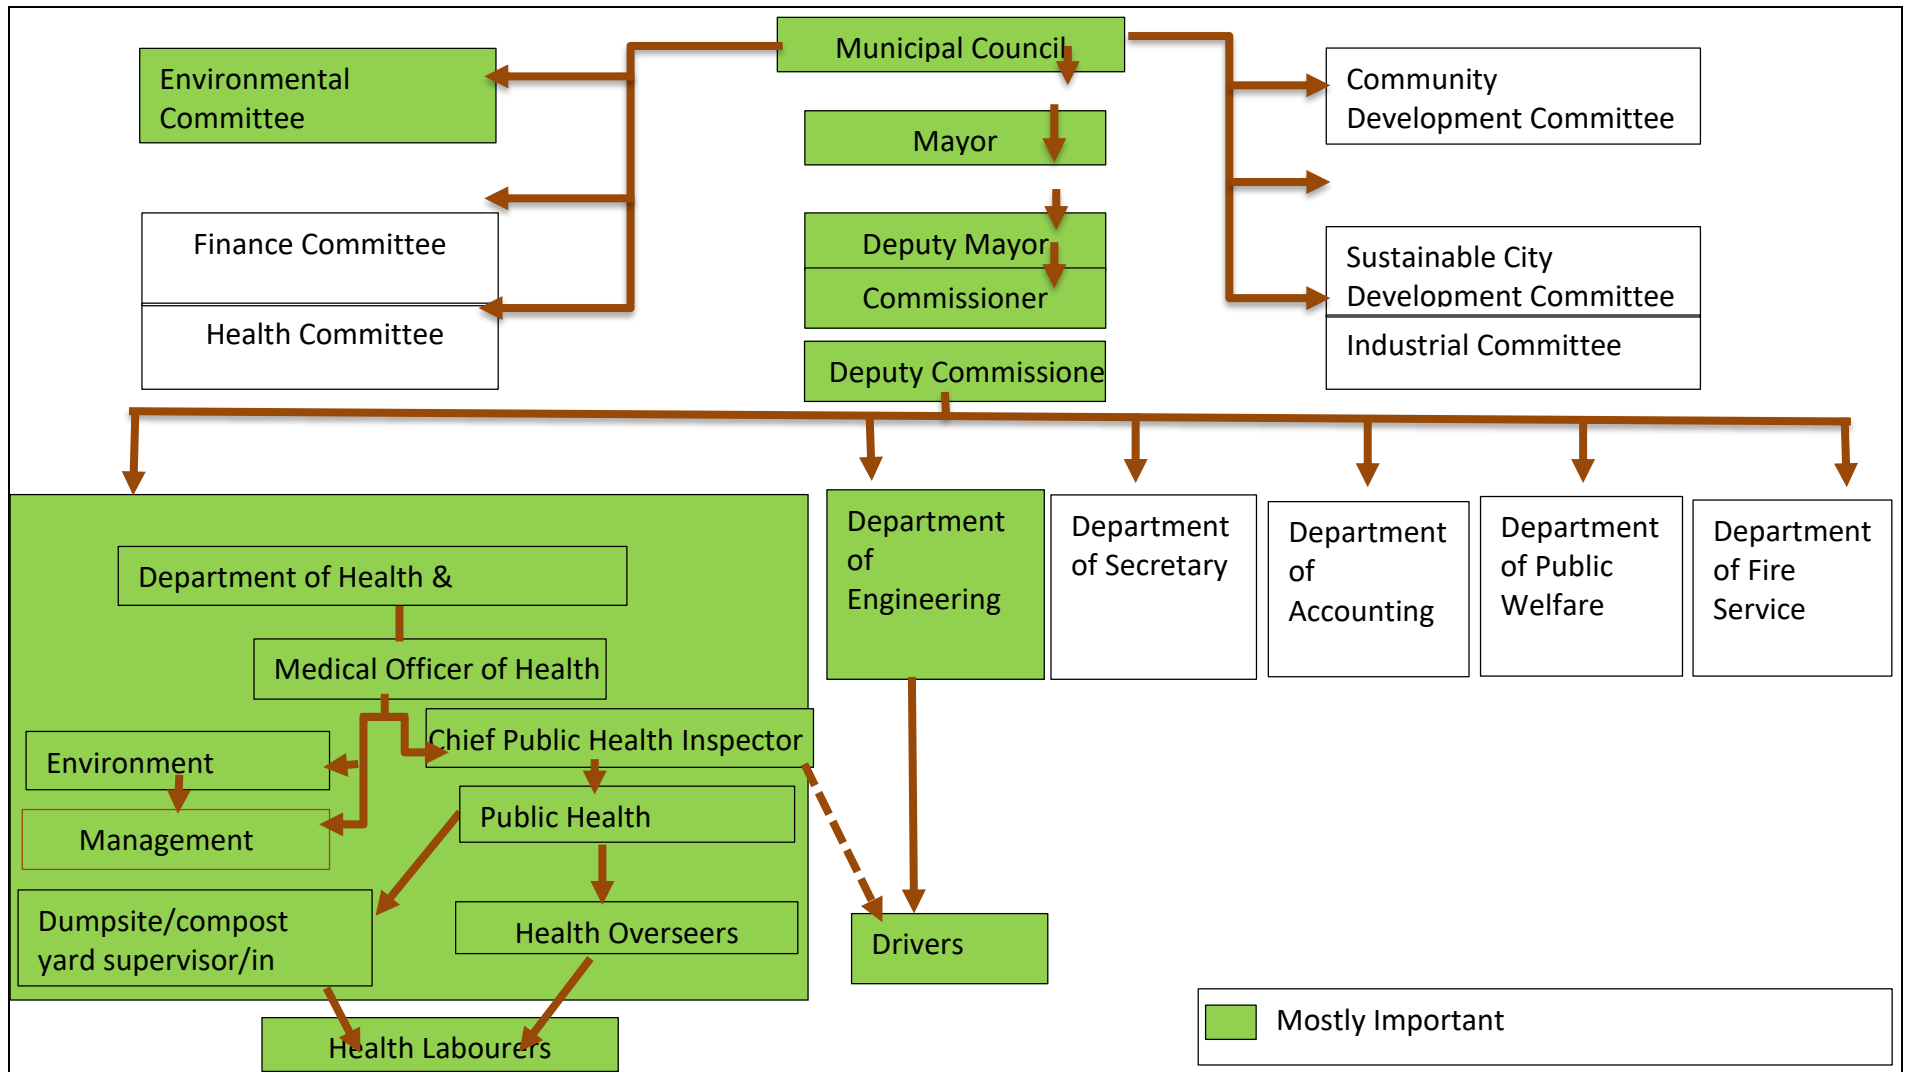 Municipal Council
Environmental
Committee
Community
Development Committee
Mayor
Finance Committee
Deputy Mayor
Sustainable City
Development Committee
Commissioner
Health Committee
Industrial Committee
Deputy Commissione
Department of Health &
Medical Officer of Health
Chief Public Health Inspector
Environment
Management
Public Health
Dumpsite/compost
yard supervisor/in
Health Overseers
Health Labourers
Department
of
Engineering
Drivers
Department
of Secretary
Department
of
Accounting
Department
of Public
Welfare
Department
of Fire
Service
Mostly Important